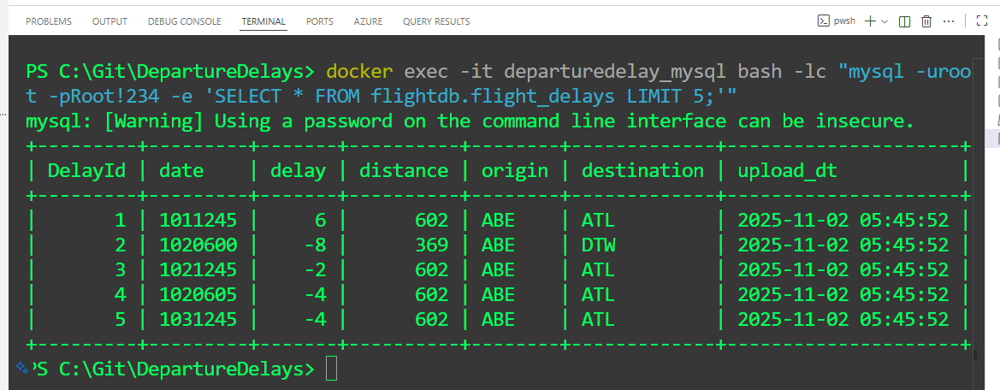 PROBLEMS OUTPUT DEBUG CONSOLE TERMINAL PORTS AZURE QUERY RESULTS pwsh
PS C:\Git\DepartureDelays> docker exec -it departuredelay_mysql bash -lc "mysql -uroo
t -pRoot!234 -e 'SELECT * FROM flightdb.flight_delays LIMIT 5;'"
mysql: [Warning] Using a password on the command line interface can be insecure.
+---------+---------+-------+----------+--------+-------------+---------------------+
| DelayId | date    | delay | distance | origin | destination | upload_dt           |
+---------+---------+-------+----------+--------+-------------+---------------------+
|       1 | 1011245 |     6 |      602 | ABE    | ATL         | 2025-11-02 05:45:52 |
|       2 | 1020600 |    -8 |      369 | ABE    | DTW         | 2025-11-02 05:45:52 |
|       3 | 1021245 |    -2 |      602 | ABE    | ATL         | 2025-11-02 05:45:52 |
|       4 | 1020605 |    -4 |      602 | ABE    | ATL         | 2025-11-02 05:45:52 |
|       5 | 1031245 |    -4 |      602 | ABE    | ATL         | 2025-11-02 05:45:52 |
+---------+---------+-------+----------+--------+-------------+---------------------+
PS C:\Git\DepartureDelays>